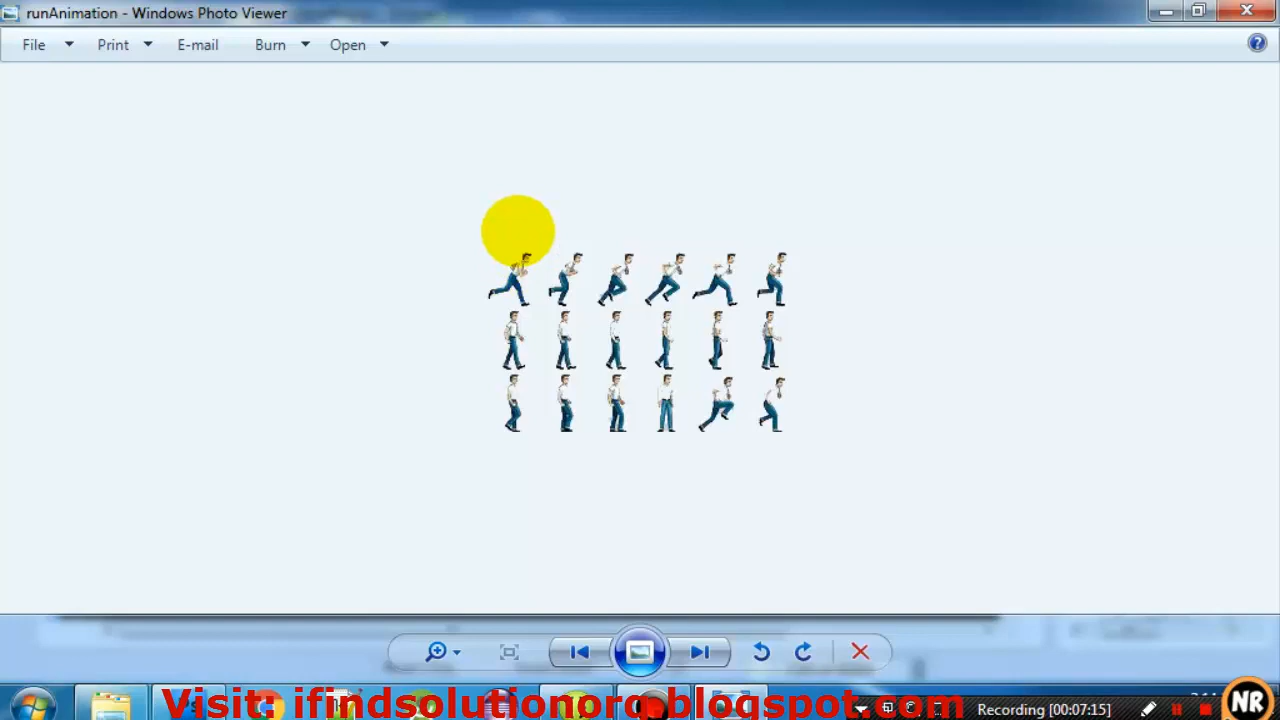 runAnimation - Windows Photo Viewer
File Print E-mail Burn Open
Visit: ifindsolutionorg.blogspot.com
Recording [00:07:15]
NR